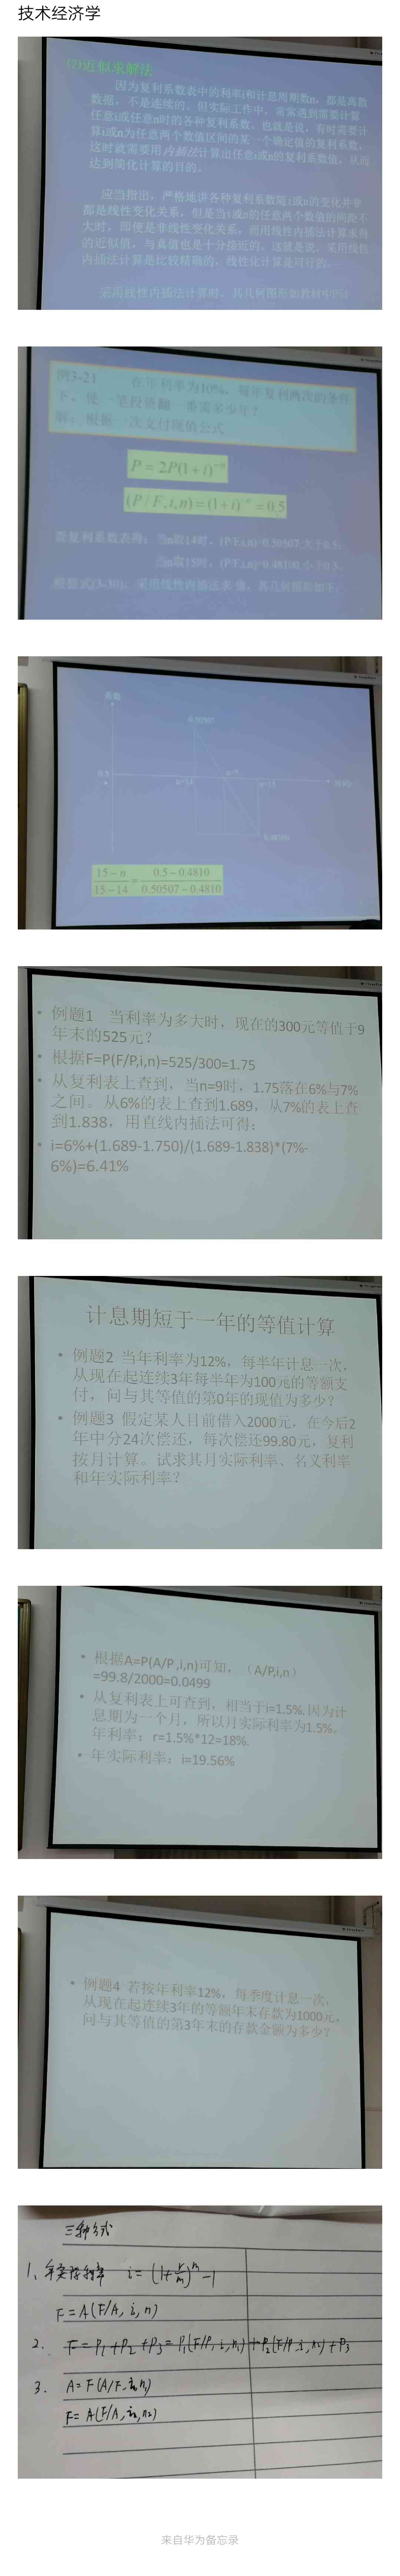 技术经济学
(2)近似求解法
因为复利系数表中的利率i和计息周期数n，都是离散
数据，不是连续的。但实际工作中，常常遇到需要计算
任意i或任意n时的各种复利系数。也就是说，有时需要计
算i或n为任意两个数值区间的某一个确定值的复利系数，
这时就需要用内插法计算出任意i或n的复利系数值，从而
达到简化计算的目的。
应当指出，严格地讲各种复利系数随i或n的变化并非
都是线性变化关系，但是当i或n的任意两个数值的间距不
大时，即使是非线性变化关系，而用线性内插法计算求得
的近似值，与真值也是十分接近的。这就是说，采用线性
内插法计算是比较精确的，线性化计算是可行的。
采用线性内插法计算时，其几何图形如教材中
例3-21 在年利率为10%，每年复利两次的条件
下，使一笔投资翻一番需多少年？
解：根据一次支付现值公式
P = 2P(1+i)⁻ⁿ
(P/F,i,n) = (1+i)⁻ⁿ = 0.5
查复利系数表得：当n取14时，(P/F,i,n)=0.50507,大于0.5；
当n取15时，(P/F,i,n)=0.48100,小于0.5。
根据式(3-30)，采用线性内插法求 值，其几何图形如下：
系数
0.50507
0.5
n=14
n=?
n=15
时间
15 − n / 15 − 14 = 0.5 − 0.4810 / 0.50507 − 0.4810
• 例题1 当利率为多大时，现在的300元等值于9
年末的525元？
• 根据F=P(F/P,i,n)=525/300=1.75
• 从复利表上查到，当n=9时，1.75落在6%与7%
之间。从6%的表上查到1.689，从7%的表上查
到1.838，用直线内插法可得：
• i=6%+(1.689-1.750)/(1.689-1.838)*(7%-
6%)=6.41%
计息期短于一年的等值计算
• 例题2 当年利率为12%，每半年计息一次，
从现在起连续3年每半年为100元的等额支
付，问与其等值的第0年的现值为多少？
• 例题3 假定某人目前借入2000元，在今后2
年中分24次偿还，每次偿还99.80元，复利
按月计算。试求其月实际利率、名义利率
和年实际利率？
• 根据A=P(A/P,i,n)可知，（A/P,i,n）
=99.8/2000=0.0499
• 从复利表上可查到，相当于i=1.5%.因为计
息期为一个月，所以月实际利率为1.5%。
年利率：r=1.5%*12=18%.
• 年实际利率：i=19.56%
• 例题4 若按年利率12%，每季度计息一次，
从现在起连续3年的等额年末存款为1000元，
问与其等值的第3年末的存款金额为多少？
三种方式
1、年实际利率 i = (1+r/m)^m −1
F = A(F/A, i, n)
2. F = P₁+P₂+P₃ = P₁(F/P, i, n₁)+P₂(F/P, i, n₂)+P₃
3. A = F(A/F, i₁, n₁)
F = A(F/A, i₂, n₂)
来自华为备忘录